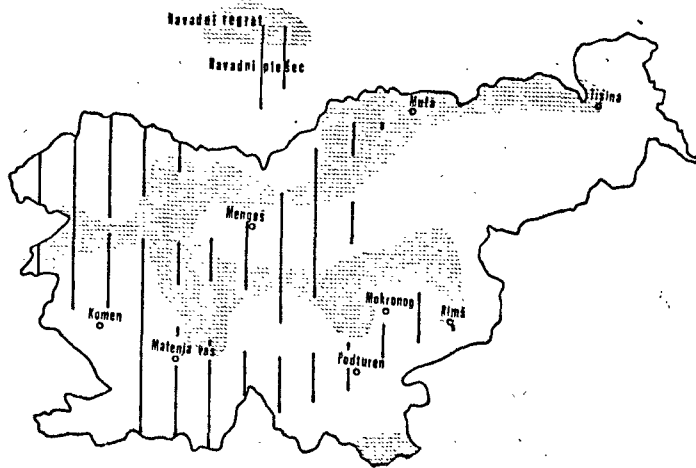 Navadni regrat
Navadni plešec
Muta
Tišina
Mengeš
Komen
Mokronog
Rimš
Matenja vas
Podturen